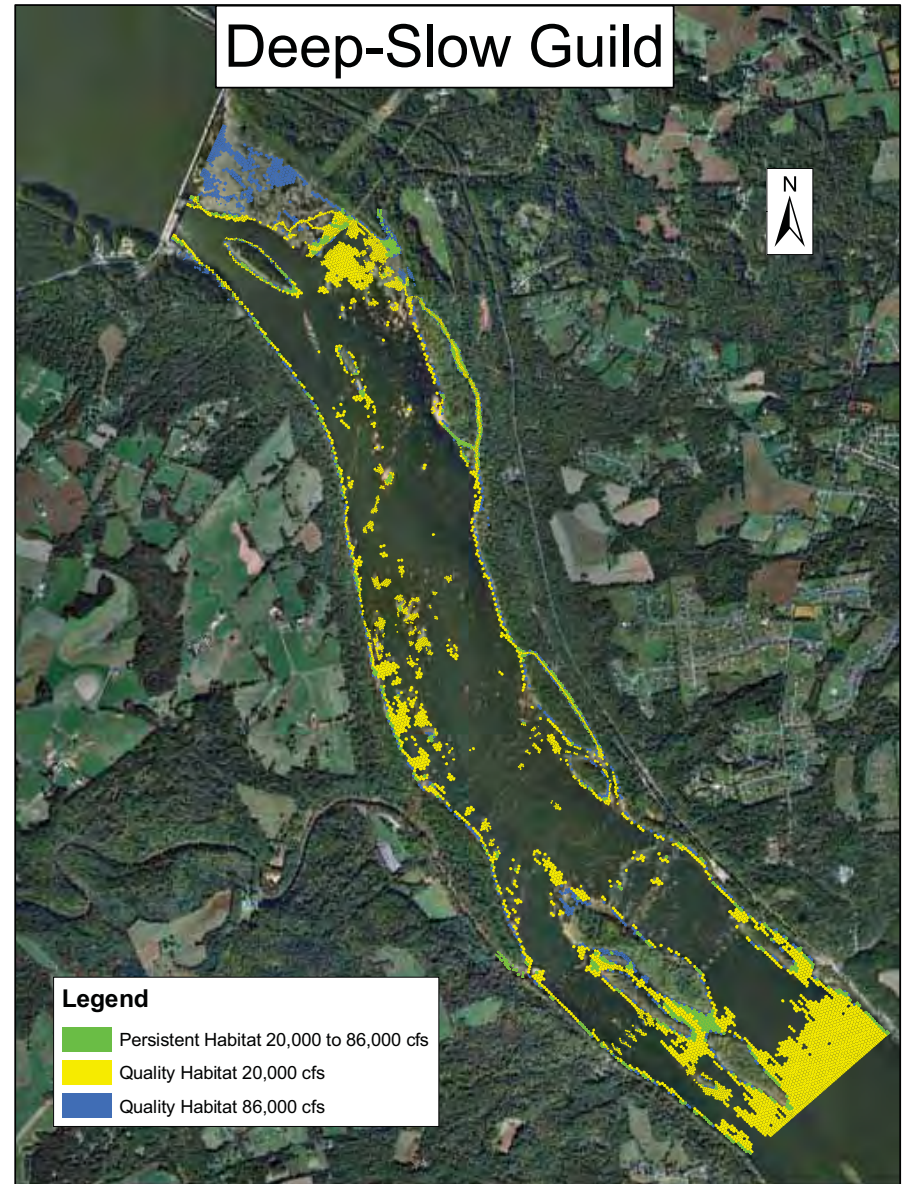 Deep-Slow Guild
N
Legend
Persistent Habitat 20,000 to 86,000 cfs
Quality Habitat 20,000 cfs
Quality Habitat 86,000 cfs